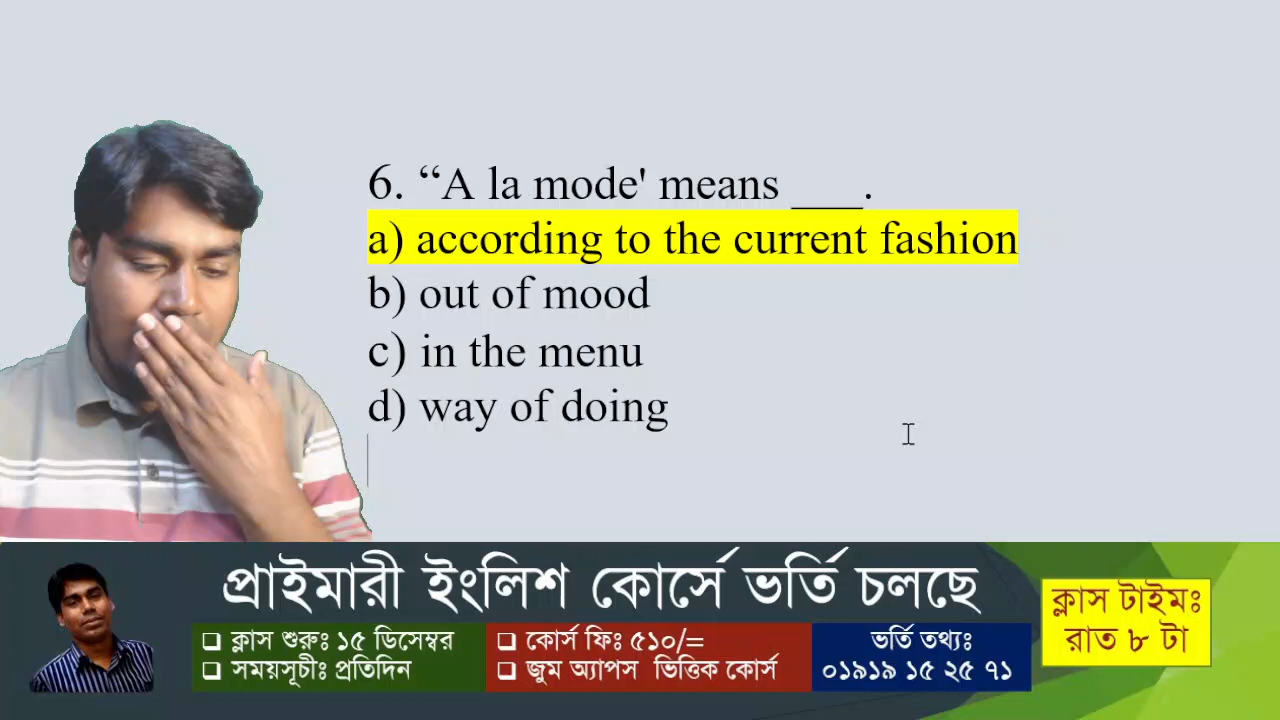 6. “A la mode' means ___.
a) according to the current fashion
b) out of mood
c) in the menu
d) way of doing
প্রাইমারী ইংলিশ কোর্সে ভর্তি চলছে
ক্লাস শুরুঃ ১৫ ডিসেম্বর
সময়সূচীঃ প্রতিদিন
কোর্স ফিঃ ৫১০/=
জুম অ্যাপস ভিত্তিক কোর্স
ভর্তি তথ্যঃ
০১৯১৯ ১৫ ২৫ ৭১
ক্লাস টাইমঃ
রাত ৮ টা